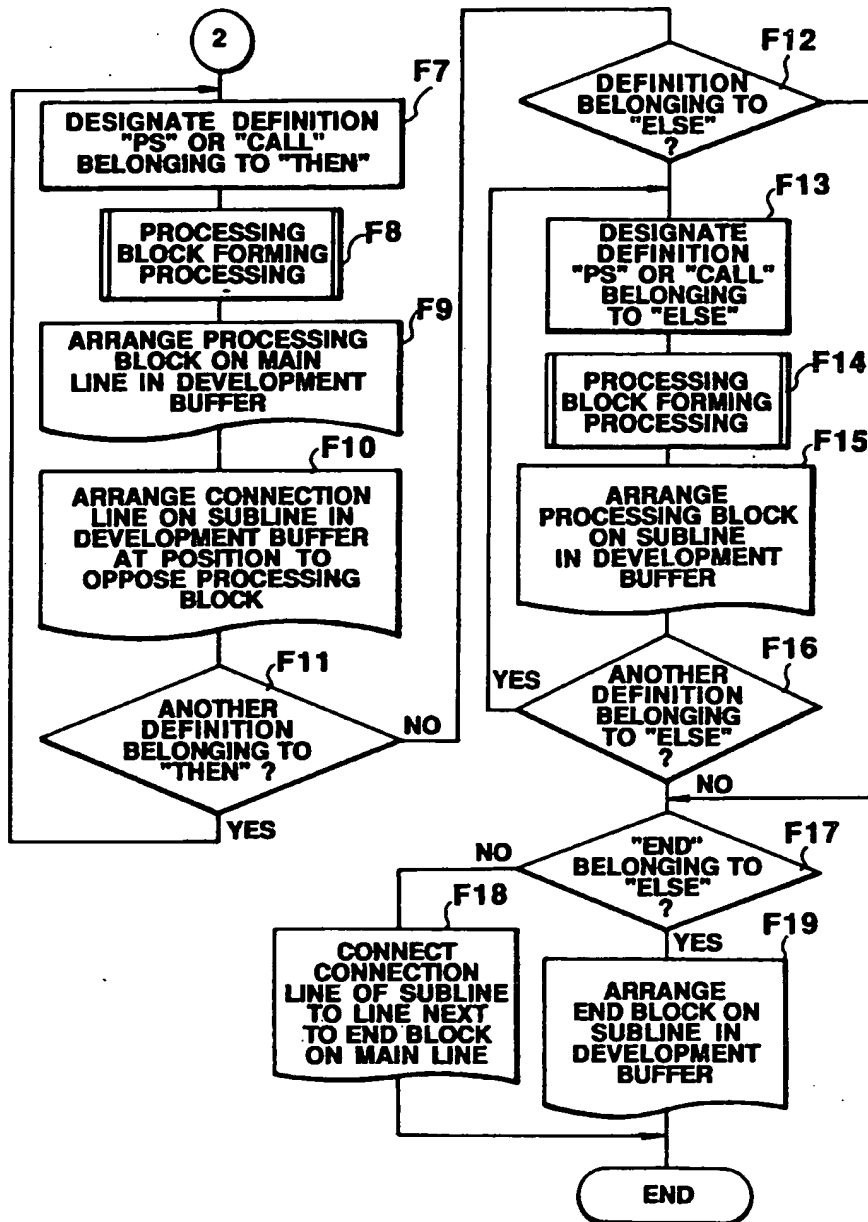 2
F7
DESIGNATE DEFINITION
"PS" OR "CALL"
BELONGING TO "THEN"
PROCESSING
BLOCK FORMING
PROCESSING
F8
F9
ARRANGE PROCESSING
BLOCK ON MAIN
LINE IN DEVELOPMENT
BUFFER
F10
ARRANGE CONNECTION
LINE ON SUBLINE IN
DEVELOPMENT BUFFER
AT POSITION TO
OPPOSE PROCESSING
BLOCK
F11
ANOTHER
DEFINITION
BELONGING TO
"THEN" ?
NO
YES
F12
DEFINITION
BELONGING TO
"ELSE"
?
F13
DESIGNATE
DEFINITION
"PS" OR "CALL"
BELONGING
TO "ELSE"
F14
PROCESSING
BLOCK FORMING
PROCESSING
F15
ARRANGE
PROCESSING BLOCK
ON SUBLINE
IN DEVELOPMENT
BUFFER
F16
YES
ANOTHER
DEFINITION
BELONGING
TO "ELSE"
?
NO
F17
"END"
BELONGING TO
"ELSE"
?
NO
YES
F18
CONNECT
CONNECTION
LINE OF SUBLINE
TO LINE NEXT
TO END BLOCK
ON MAIN LINE
F19
ARRANGE
END BLOCK ON
SUBLINE IN
DEVELOPMENT
BUFFER
END